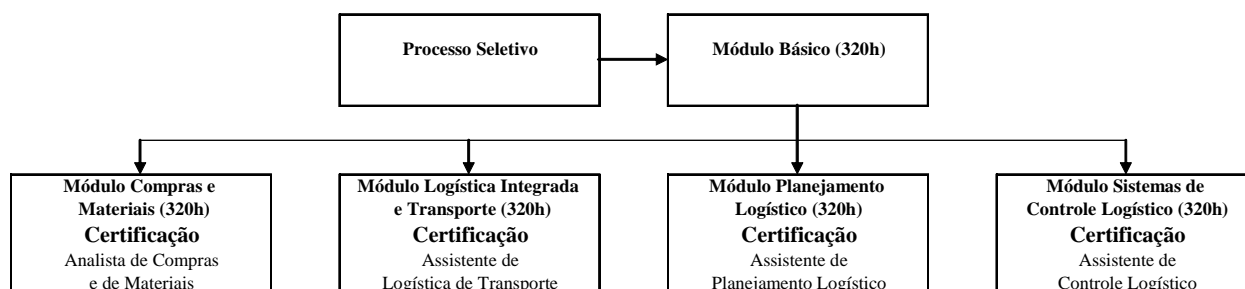 Processo Seletivo
Módulo Básico (320h)
Módulo Compras e
Materiais (320h)
Certificação
Analista de Compras
e de Materiais
Módulo Logística Integrada
e Transporte (320h)
Certificação
Assistente de
Logística de Transporte
Módulo Planejamento
Logístico (320h)
Certificação
Assistente de
Planejamento Logístico
Módulo Sistemas de
Controle Logístico (320h)
Certificação
Assistente de
Controle Logístico